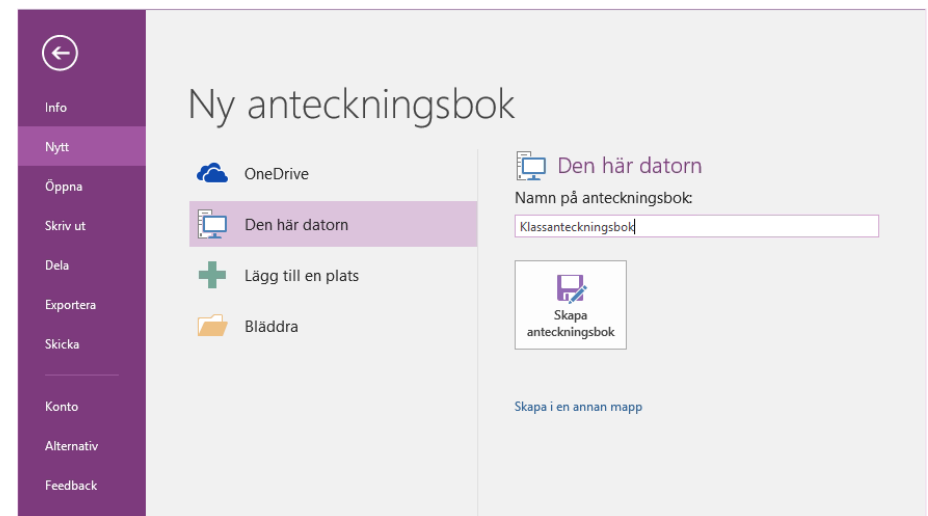 Info
Nytt
Öppna
Skriv ut
Dela
Exportera
Skicka
Konto
Alternativ
Feedback
Ny anteckningsbok
OneDrive
Den här datorn
Lägg till en plats
Bläddra
Den här datorn
Namn på anteckningsbok:
Klassanteckningsbok
Skapa
anteckningsbok
Skapa i en annan mapp